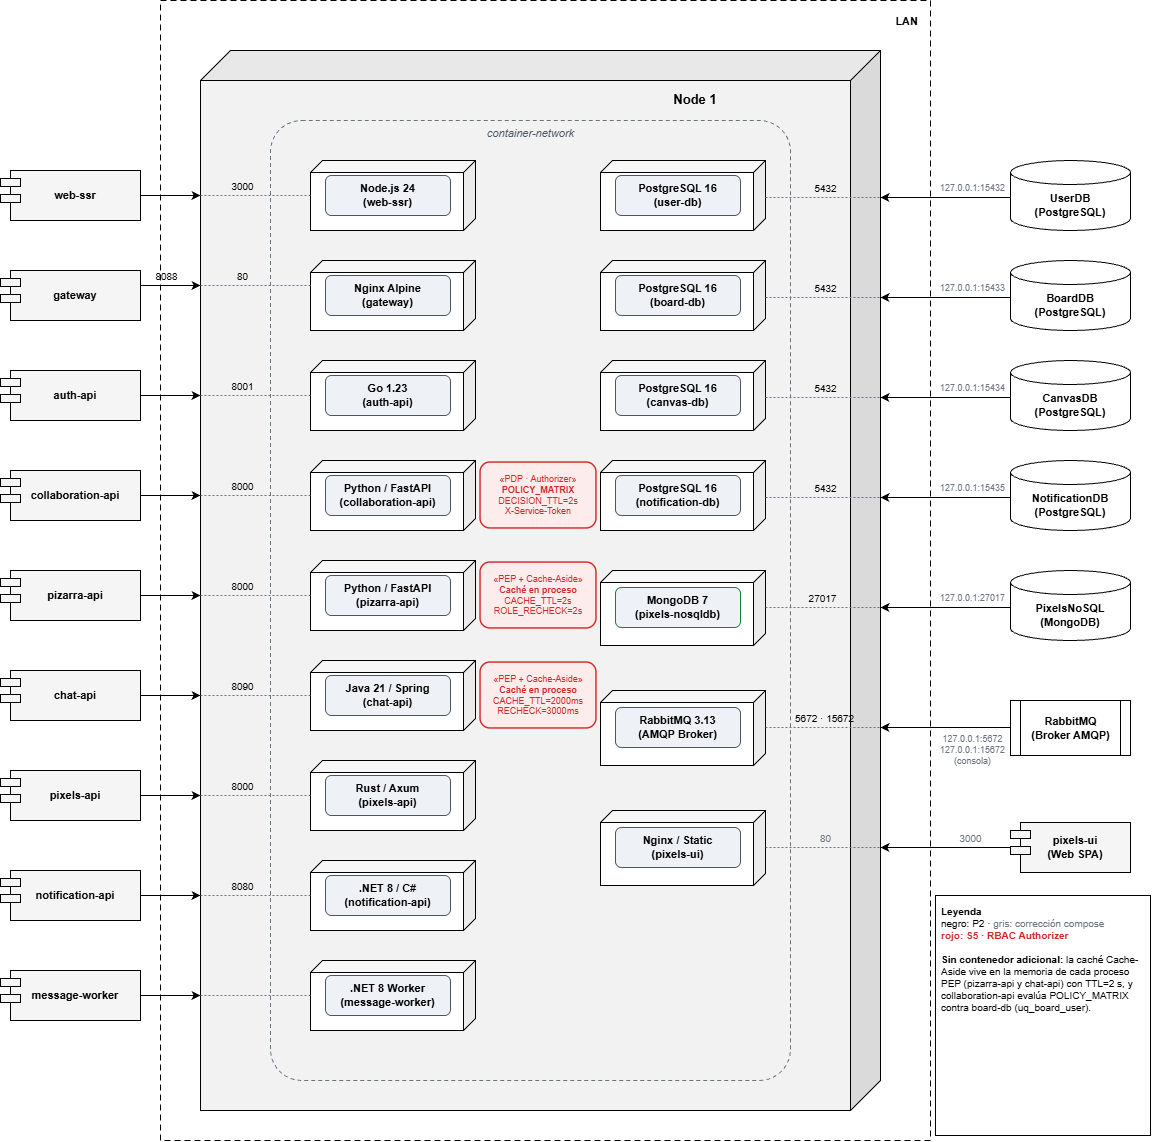 LAN
Node 1
container-network
web-ssr
3000
Node.js 24
(web-ssr)
PostgreSQL 16
(user-db)
5432
127.0.0.1:15432
UserDB
(PostgreSQL)
gateway
8088
80
Nginx Alpine
(gateway)
PostgreSQL 16
(board-db)
5432
127.0.0.1:15433
BoardDB
(PostgreSQL)
auth-api
8001
Go 1.23
(auth-api)
PostgreSQL 16
(canvas-db)
5432
127.0.0.1:15434
CanvasDB
(PostgreSQL)
collaboration-api
8000
Python / FastAPI
(collaboration-api)
«PDP · Authorizer»
POLICY_MATRIX
DECISION_TTL=2s
X-Service-Token
PostgreSQL 16
(notification-db)
5432
127.0.0.1:15435
NotificationDB
(PostgreSQL)
pizarra-api
8000
Python / FastAPI
(pizarra-api)
«PEP + Cache-Aside»
Caché en proceso
CACHE_TTL=2s
ROLE_RECHECK=2s
MongoDB 7
(pixels-nosqldb)
27017
127.0.0.1:27017
PixelsNoSQL
(MongoDB)
chat-api
8090
Java 21 / Spring
(chat-api)
«PEP + Cache-Aside»
Caché en proceso
CACHE_TTL=2000ms
RECHECK=3000ms
RabbitMQ 3.13
(AMQP Broker)
5672 · 15672
127.0.0.1:5672
127.0.0.1:15672
(consola)
RabbitMQ
(Broker AMQP)
pixels-api
8000
Rust / Axum
(pixels-api)
Nginx / Static
(pixels-ui)
80
3000
pixels-ui
(Web SPA)
notification-api
8080
.NET 8 / C#
(notification-api)
message-worker
.NET 8 Worker
(message-worker)
Leyenda
negro: P2 · gris: corrección compose
rojo: S5 · RBAC Authorizer
Sin contenedor adicional: la caché Cache-
Aside vive en la memoria de cada proceso
PEP (pizarra-api y chat-api) con TTL=2 s, y
collaboration-api evalúa POLICY_MATRIX
contra board-db (uq_board_user).